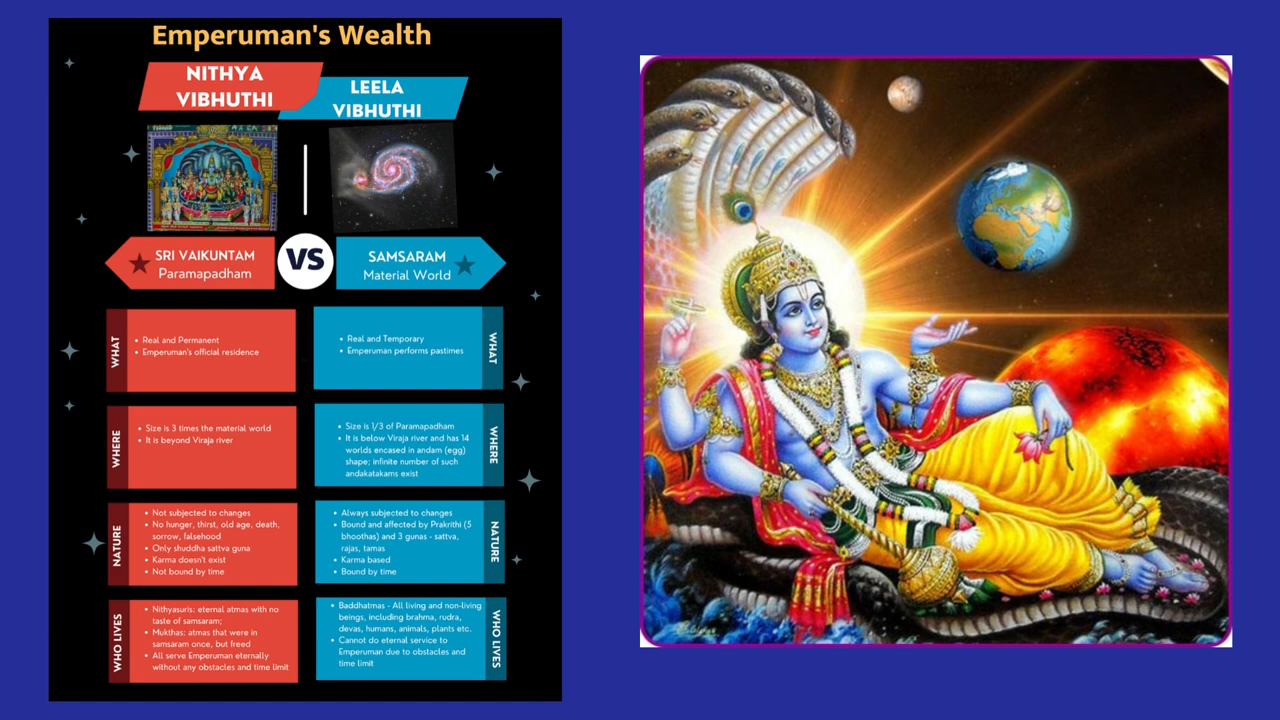 Emperuman's Wealth
NITHYA
VIBHUTHI
LEELA
VIBHUTHI
SRI VAIKUNTAM
Paramapadham
VS
SAMSARAM
Material World
WHAT
• Real and Permanent
• Emperuman's official residence
• Real and Temporary
• Emperuman performs pastimes
WHAT
WHERE
• Size is 3 times the material world
• It is beyond Viraja river
• Size is 1/3 of Paramapadham
• It is below Viraja river and has 14
worlds encased in andam (egg)
shape; infinite number of such
andakatakams exist
WHERE
NATURE
• Not subjected to changes
• No hunger, thirst, old age, death,
sorrow, falsehood
• Only shuddha sattva guna
• Karma doesn't exist
• Not bound by time
• Always subjected to changes
• Bound and affected by Prakrithi (5
bhoothas) and 3 gunas - sattva,
rajas, tamas
• Karma based
• Bound by time
NATURE
WHO LIVES
• Nithyasuris: eternal atmas with no
taste of samsaram;
• Mukthas: atmas that were in
samsaram once, but freed
• All serve Emperuman eternally
without any obstacles and time limit
• Baddhatmas - All living and non-living
beings, including brahma, rudra,
devas, humans, animals, plants etc.
• Cannot do eternal service to
Emperuman due to obstacles and
time limit
WHO LIVES